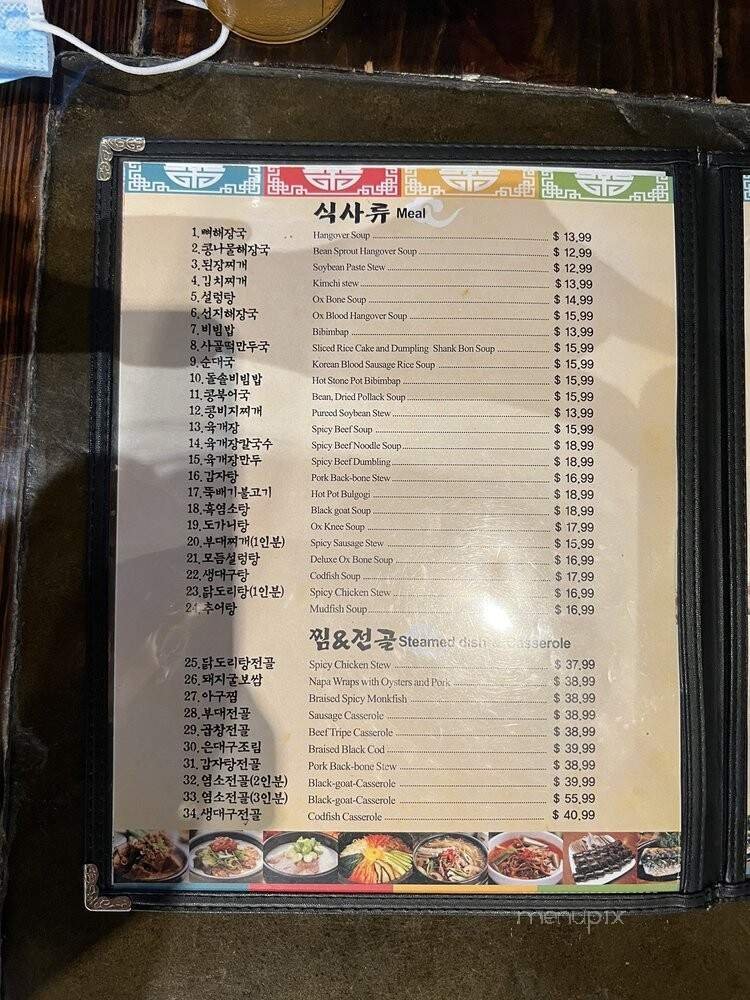 식사류 Meal
1.뼈해장국 Hangover Soup $ 13,99
2.콩나물해장국 Bean Sprout Hangover Soup $ 12,99
3.된장찌개 Soybean Paste Stew $ 12,99
4.김치찌개 Kimchi stew $ 13,99
5.설렁탕 Ox Bone Soup $ 14,99
6.선지해장국 Ox Blood Hangover Soup $ 15,99
7.비빔밥 Bibimbap $ 13,99
8.사골떡만두국 Sliced Rice Cake and Dumpling Shank Bon Soup $ 15,99
9.순대국 Korean Blood Sausage Rice Soup $ 15,99
10.돌솥비빔밥 Hot Stone Pot Bibimbap $ 15,99
11.콩북어국 Bean, Dried Pollack Soup $ 15,99
12.콩비지찌개 Pureed Soybean Stew $ 13,99
13.육개장 Spicy Beef Soup $ 15,99
14.육개장칼국수 Spicy Beef Noodle Soup $ 18,99
15.육개장만두 Spicy Beef Dumbling $ 18,99
16.감자탕 Pork Back-bone Stew $ 16,99
17.뚝배기불고기 Hot Pot Bulgogi $ 18,99
18.흑염소탕 Black goat Soup $ 18,99
19.도가니탕 Ox Knee Soup $ 17,99
20.부대찌개(1인분) Spicy Sausage Stew $ 15,99
21.모듬설렁탕 Deluxe Ox Bone Soup $ 16,99
22.생대구탕 Codfish Soup $ 17,99
23.닭도리탕(1인분) Spicy Chicken Stew $ 16,99
24.추어탕 Mudfish Soup $ 16,99
찜&전골 Steamed dish & Casserole
25.닭도리탕전골 Spicy Chicken Stew $ 37,99
26.돼지굴보쌈 Napa Wraps with Oysters and Pork $ 38,99
27.아구찜 Braised Spicy Monkfish $ 38,99
28.부대전골 Sausage Casserole $ 38,99
29.곱창전골 Beef Tripe Casserole $ 38,99
30.은대구조림 Braised Black Cod $ 39,99
31.감자탕전골 Pork Back-bone Stew $ 38,99
32.염소전골(2인분) Black-goat-Casserole $ 39,99
33.염소전골(3인분) Black-goat-Casserole $ 55,99
34.생대구전골 Codfish Casserole $ 40,99
menupix